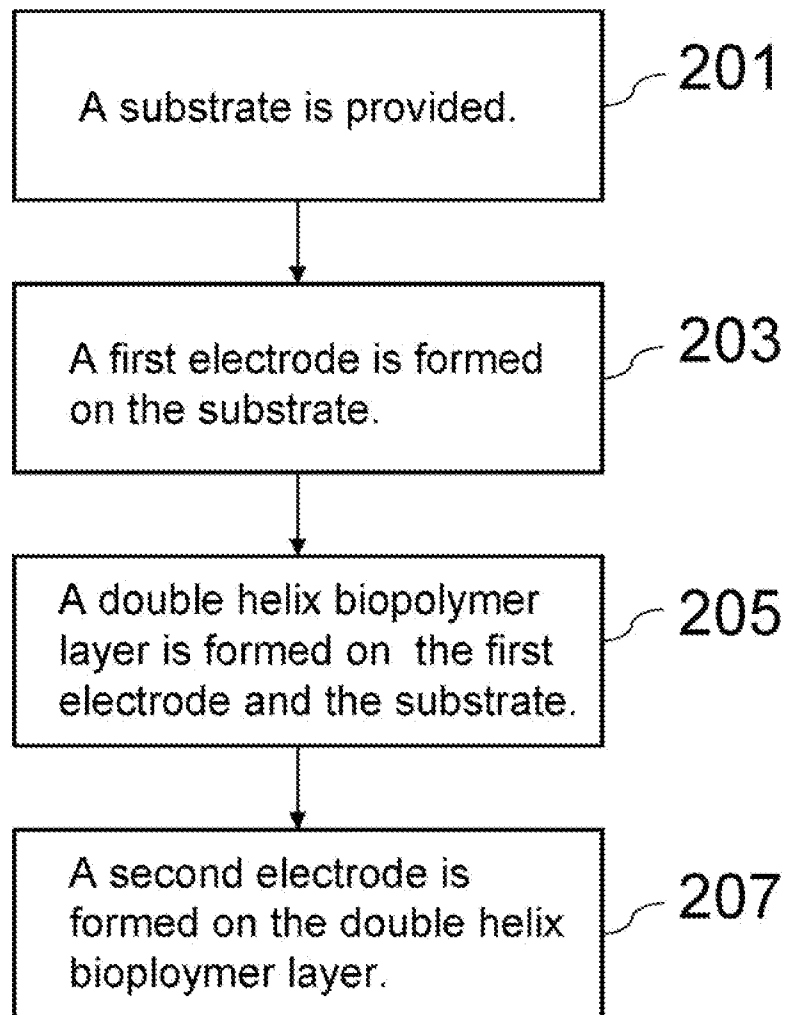 A substrate is provided.
201
A first electrode is formed
on the substrate.
203
A double helix biopolymer
layer is formed on the first
electrode and the substrate.
205
A second electrode is
formed on the double helix
bioploymer layer.
207